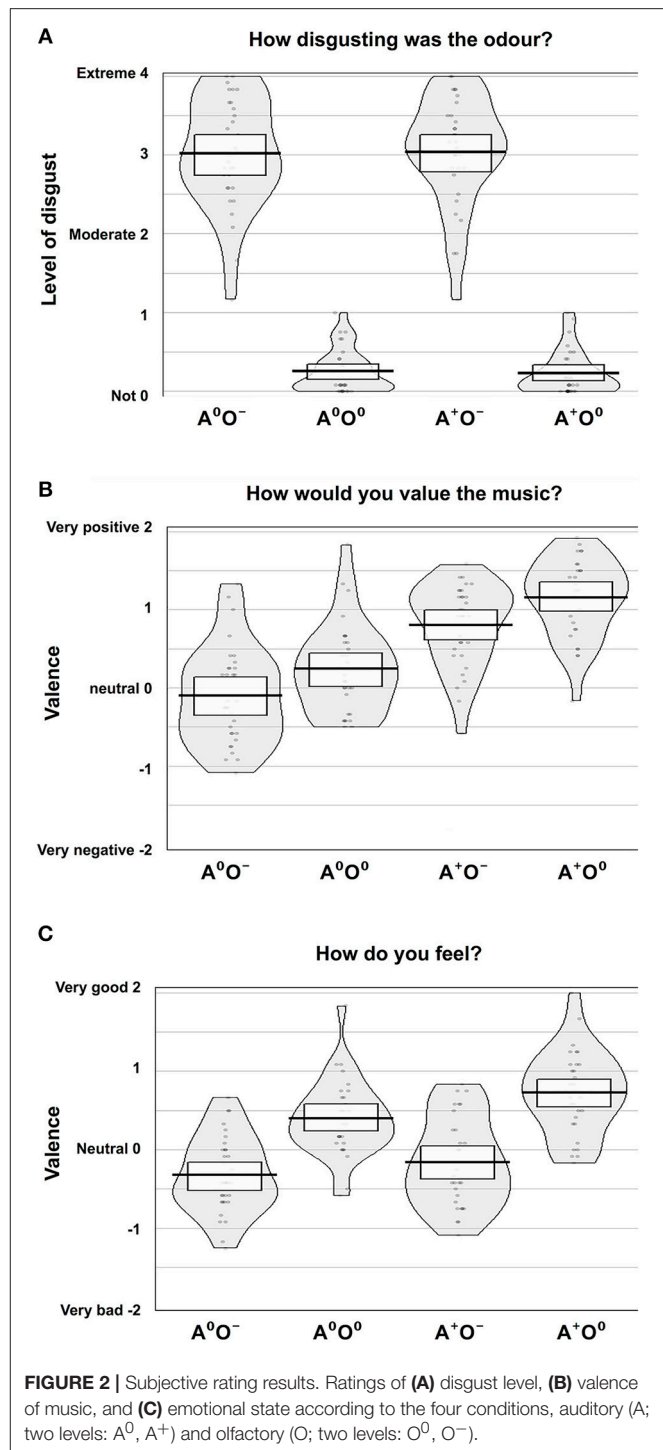 A
How disgusting was the odour?
Extreme 4
3
Moderate 2
1
Not 0
Level of disgust
A⁰O⁻ A⁰O⁰ A⁺O⁻ A⁺O⁰
B
How would you value the music?
Very positive 2
1
neutral 0
-1
Very negative -2
Valence
A⁰O⁻ A⁰O⁰ A⁺O⁻ A⁺O⁰
C
How do you feel?
Very good 2
1
Neutral 0
-1
Very bad -2
Valence
A⁰O⁻ A⁰O⁰ A⁺O⁻ A⁺O⁰
FIGURE 2 | Subjective rating results. Ratings of (A) disgust level, (B) valence
of music, and (C) emotional state according to the four conditions, auditory (A;
two levels: A⁰, A⁺) and olfactory (O; two levels: O⁰, O⁻).